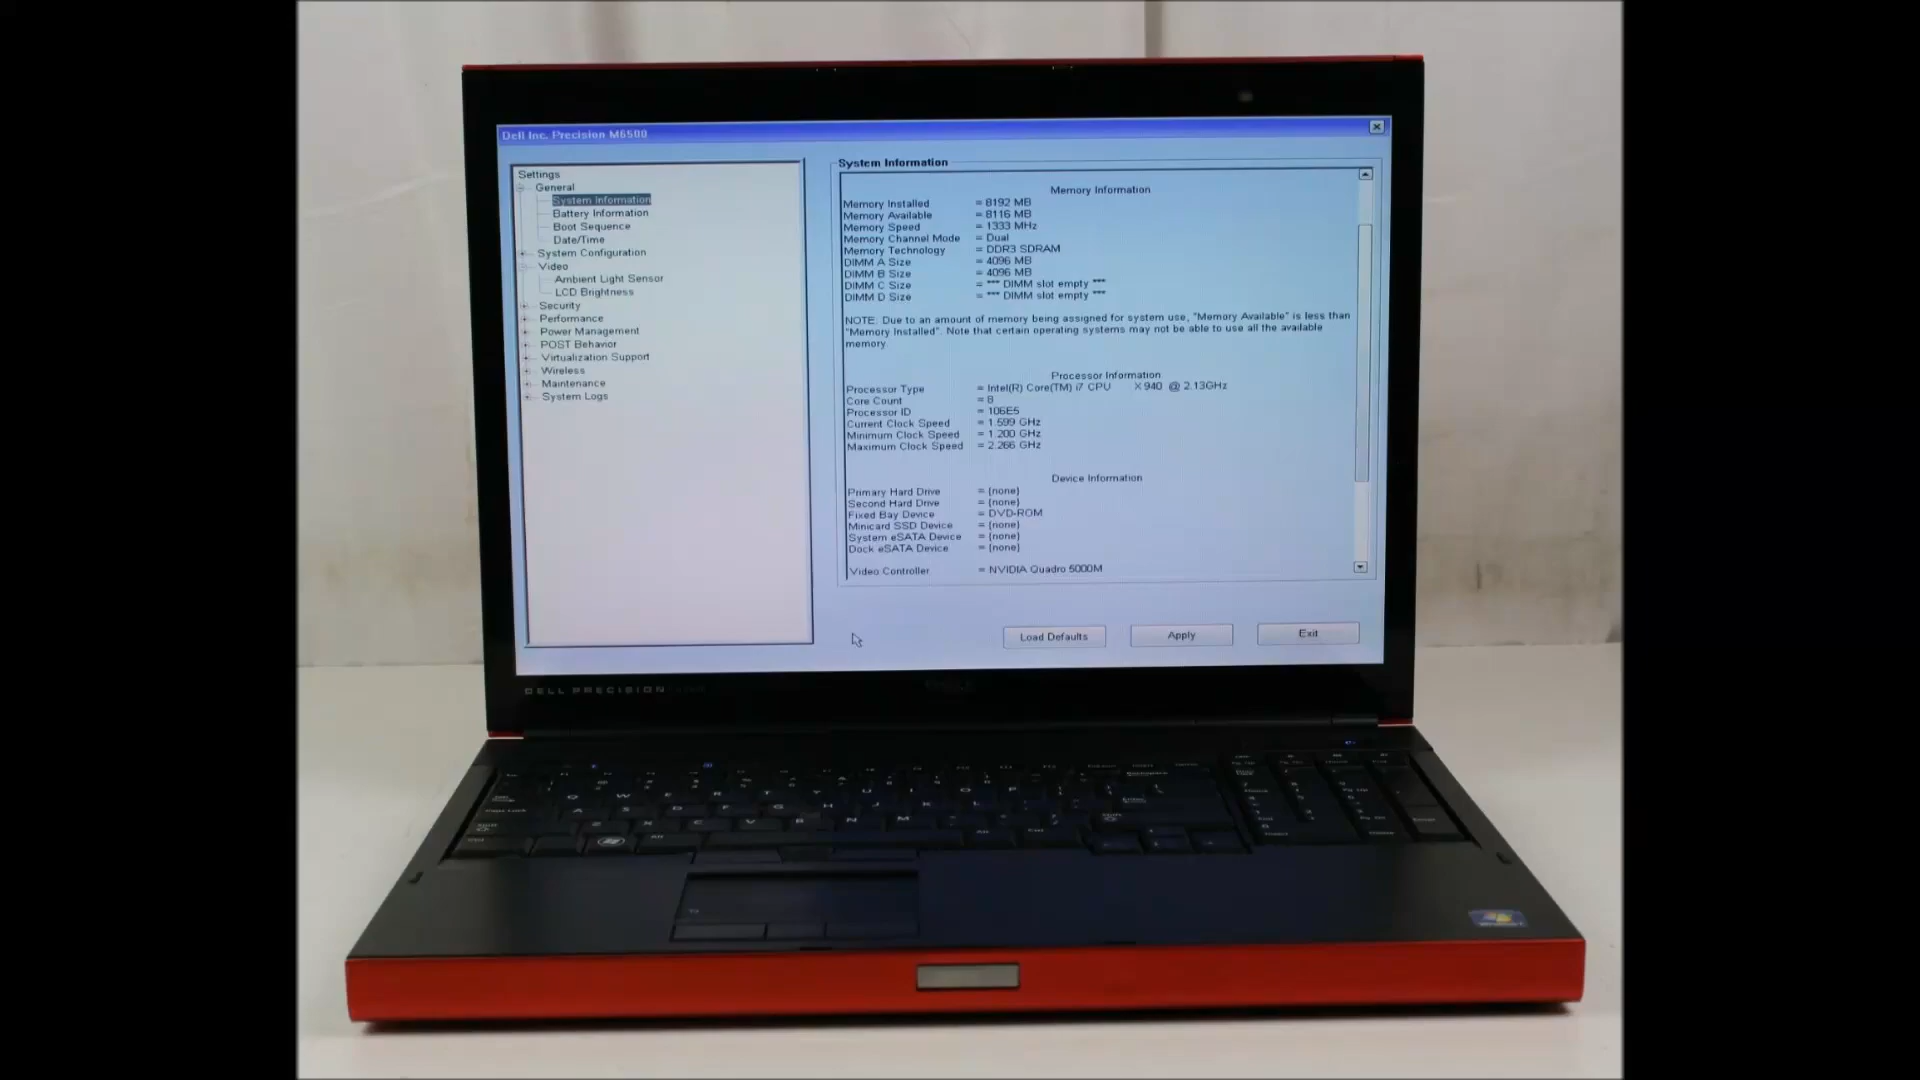 Dell Inc. Precision M6500
Settings
General
System Information
Battery Information
Boot Sequence
Date/Time
System Configuration
Video
Ambient Light Sensor
LCD Brightness
Security
Performance
Power Management
POST Behavior
Virtualization Support
Wireless
Maintenance
System Logs
System Information
Memory Information
Memory Installed = 8192 MB
Memory Available = 8116 MB
Memory Speed = 1333 MHz
Memory Channel Mode = Dual
Memory Technology = DDR3 SDRAM
DIMM A Size = 4096 MB
DIMM B Size = 4096 MB
DIMM C Size = *** DIMM slot empty ***
DIMM D Size = *** DIMM slot empty ***
NOTE: Due to an amount of memory being assigned for system use, "Memory Available" is less than
"Memory Installed". Note that certain operating systems may not be able to use all the available
memory.
Processor Information
Processor Type = Intel(R) Core(TM) i7 CPU X 940 @ 2.13GHz
Core Count = 8
Processor ID = 106E5
Current Clock Speed = 1.599 GHz
Minimum Clock Speed = 1.200 GHz
Maximum Clock Speed = 2.266 GHz
Device Information
Primary Hard Drive = {none}
Second Hard Drive = {none}
Fixed Bay Device = DVD-ROM
Minicard SSD Device = {none}
System eSATA Device = {none}
Dock eSATA Device = {none}
Video Controller = NVIDIA Quadro 5000M
Load Defaults Apply Exit
DELL PRECISION
Q W E R T Y U I O P
A S D F G H J K L
Z X C V B N M